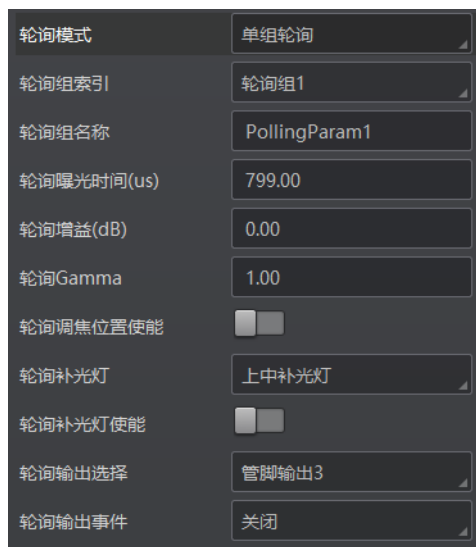 轮询模式 单组轮询
轮询组索引 轮询组1
轮询组名称 PollingParam1
轮询曝光时间(us) 799.00
轮询增益(dB) 0.00
轮询Gamma 1.00
轮询调焦位置使能
轮询补光灯 上中补光灯
轮询补光灯使能
轮询输出选择 管脚输出3
轮询输出事件 关闭